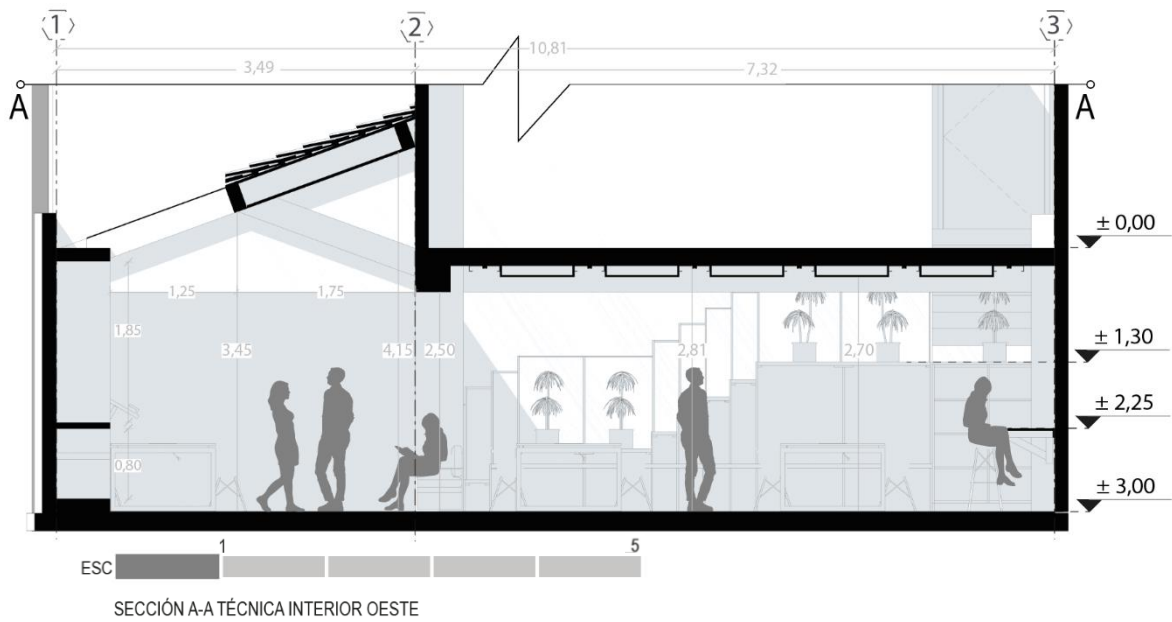 1 2 3
10,81
3,49 7,32
A A
± 0,00
1,25 1,75
1,85 3,45 4,15 2,50 2,81 2,70
± 1,30
± 2,25
0,80
± 3,00
1 5
ESC
SECCIÓN A-A TÉCNICA INTERIOR OESTE